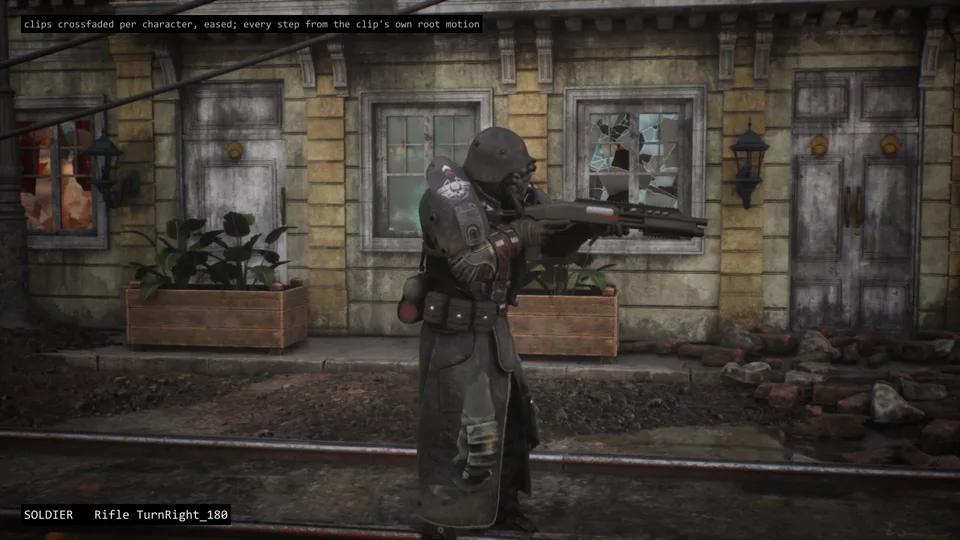 clips crossfaded per character, eased; every step from the clip's own root motion
SOLDIER   Rifle TurnRight_180